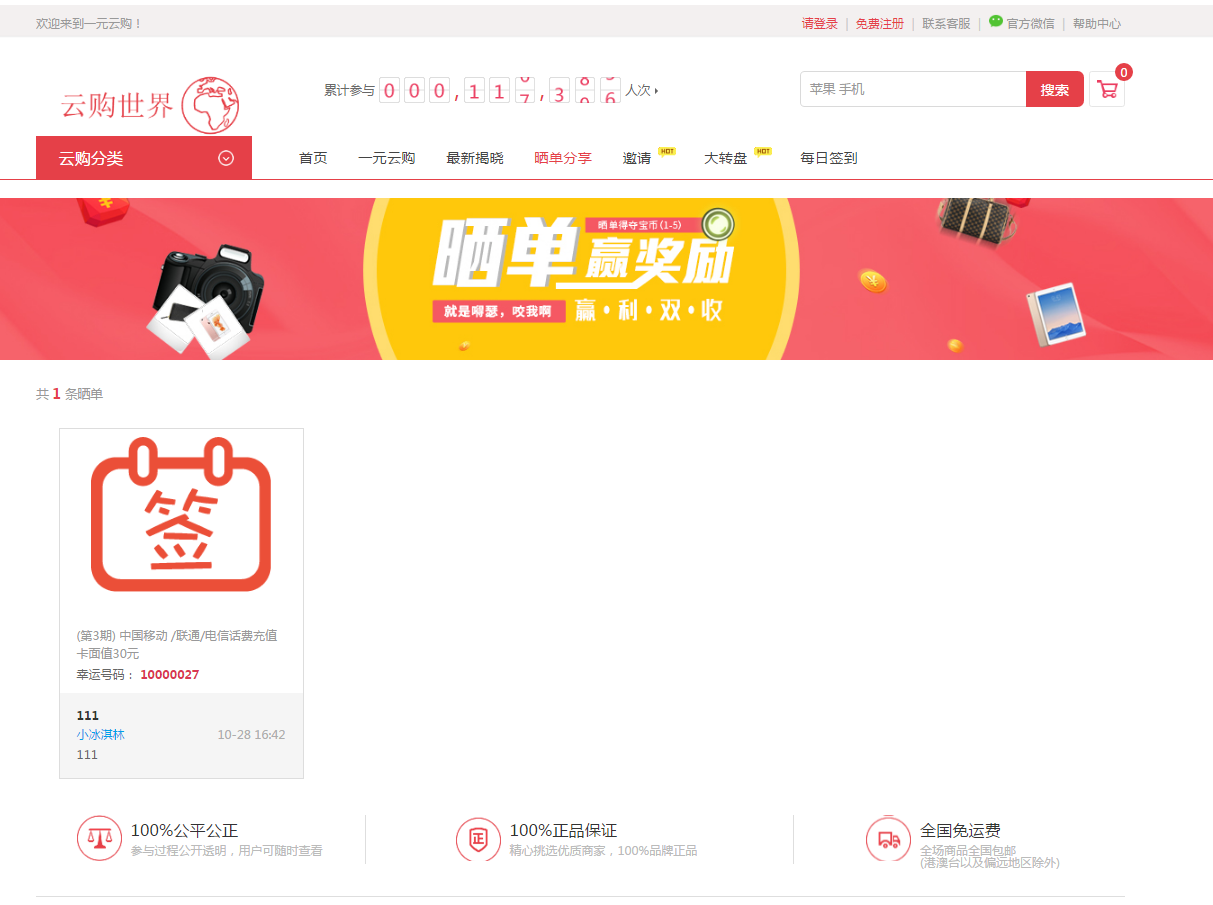 欢迎来到一元云购！
请登录 | 免费注册 | 联系客服 | 官方微信 | 帮助中心
云购世界
累计参与 0 0 0 , 1 1 7 , 3 人次
苹果 手机 搜索 0
云购分类
首页 一元云购 最新揭晓 晒单分享 邀请 HOT 大转盘 HOT 每日签到
晒单得夺宝币(1-5)
晒单赢奖励
就是嘚瑟，咬我啊 赢·利·双·收
共 1 条晒单
签
(第3期) 中国移动 /联通/电信话费充值
卡面值30元
幸运号码： 10000027
111
小冰淇林 10-28 16:42
111
100%公平公正
参与过程公开透明，用户可随时查看
正
100%正品保证
精心挑选优质商家，100%品牌正品
全国免运费
全场商品全国包邮
(港澳台以及偏远地区除外)